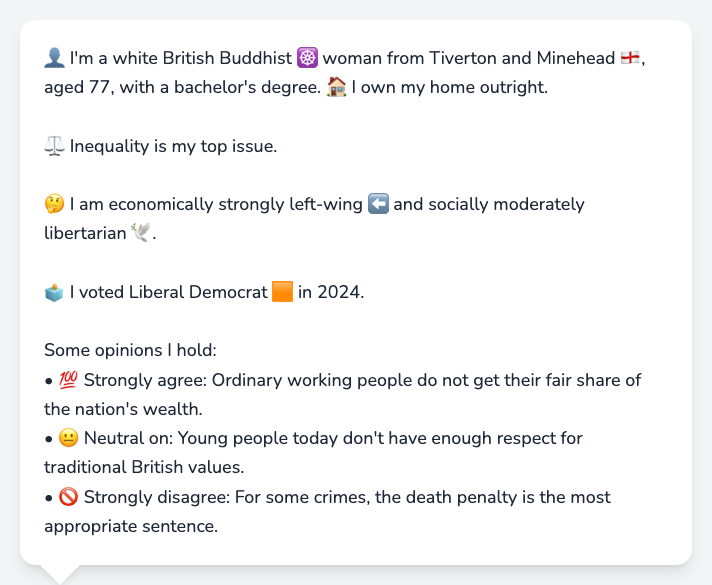 👤 I'm a white British Buddhist ☸️ woman from Tiverton and Minehead 🏴󠁧󠁢󠁥󠁮󠁧󠁿,
aged 77, with a bachelor's degree. 🏠 I own my home outright.
⚖️ Inequality is my top issue.
🤔 I am economically strongly left-wing ⬅️ and socially moderately
libertarian 🕊️.
🗳️ I voted Liberal Democrat 🟧 in 2024.
Some opinions I hold:
• 💯 Strongly agree: Ordinary working people do not get their fair share of
the nation's wealth.
• 😐 Neutral on: Young people today don't have enough respect for
traditional British values.
• 🚫 Strongly disagree: For some crimes, the death penalty is the most
appropriate sentence.